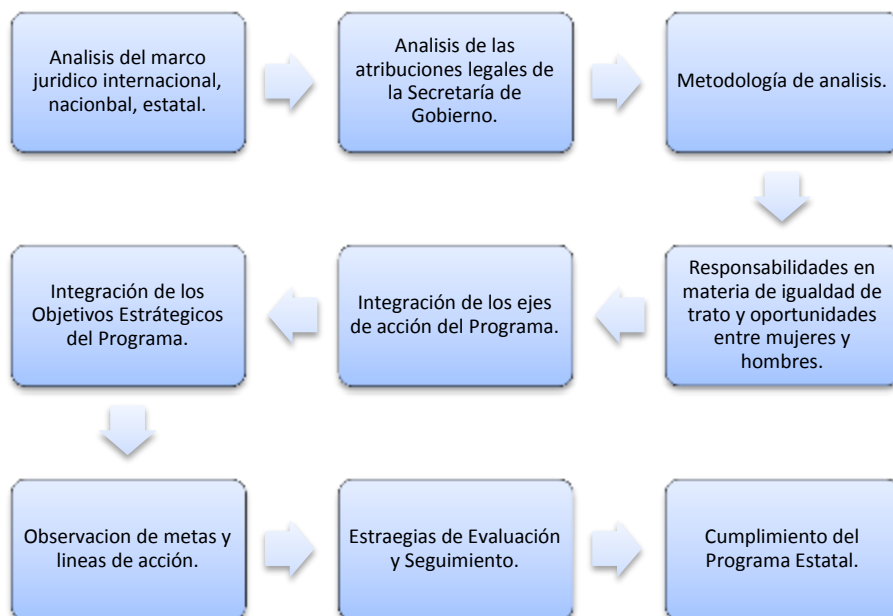 Analisis del marco
juridico internacional,
nacionbal, estatal.
Analisis de las
atribuciones legales de
la Secretaría de
Gobierno.
Metodología de analisis.
Responsabilidades en
materia de igualdad de
trato y oportunidades
entre mujeres y
hombres.
Integración de los ejes
de acción del Programa.
Integración de los
Objetivos Estrátegicos
del Programa.
Observacion de metas y
lineas de acción.
Estraegias de Evaluación
y Seguimiento.
Cumplimiento del
Programa Estatal.